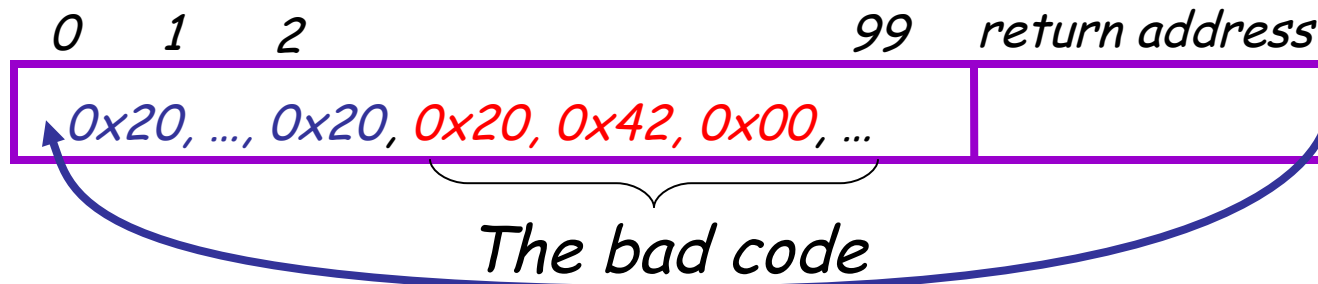 0 1 2 99 return address
0x20, ..., 0x20, 0x20, 0x42, 0x00, ...
The bad code